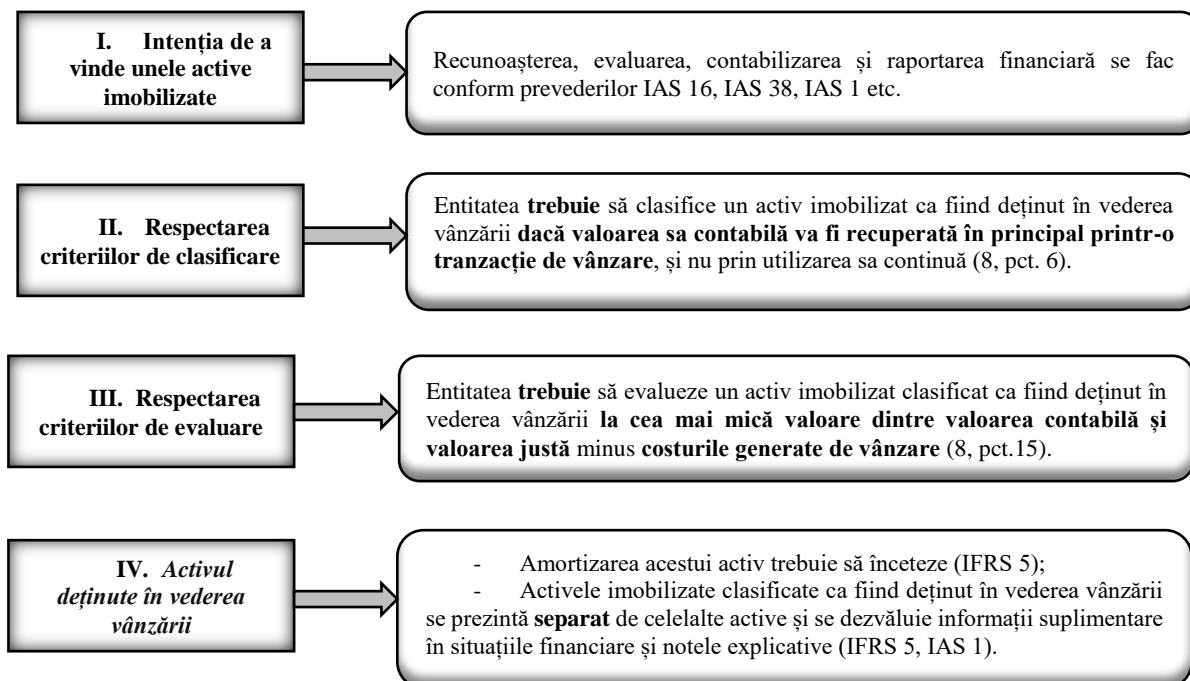 I. Intenția de a
vinde unele active
imobilizate
Recunoașterea, evaluarea, contabilizarea și raportarea financiară se fac
conform prevederilor IAS 16, IAS 38, IAS 1 etc.
II. Respectarea
criteriilor de clasificare
Entitatea trebuie să clasifice un activ imobilizat ca fiind deținut în vederea
vânzării dacă valoarea sa contabilă va fi recuperată în principal printr-o
tranzacție de vânzare, și nu prin utilizarea sa continuă (8, pct. 6).
III. Respectarea
criteriilor de evaluare
Entitatea trebuie să evalueze un activ imobilizat clasificat ca fiind deținut în
vederea vânzării la cea mai mică valoare dintre valoarea contabilă și
valoarea justă minus costurile generate de vânzare (8, pct.15).
IV. Activul
deținute în vederea
vânzării
- Amortizarea acestui activ trebuie să înceteze (IFRS 5);
- Activele imobilizate clasificate ca fiind deținut în vederea vânzării
se prezintă separat de celelalte active și se dezvăluie informații suplimentare
în situațiile financiare și notele explicative (IFRS 5, IAS 1).